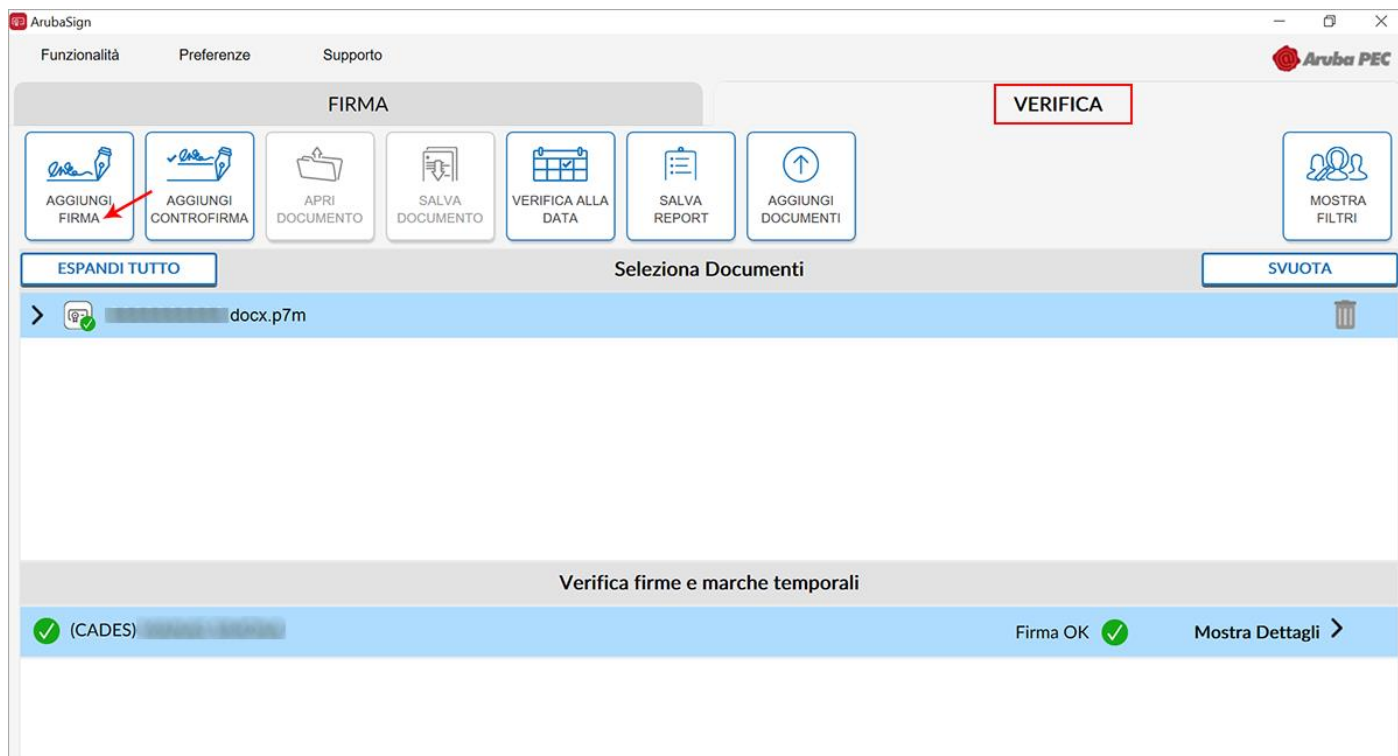 ArubaSign
Funzionalità Preferenze Supporto
Aruba PEC
FIRMA VERIFICA
AGGIUNGI FIRMA
AGGIUNGI CONTROFIRMA
APRI DOCUMENTO
SALVA DOCUMENTO
VERIFICA ALLA DATA
SALVA REPORT
AGGIUNGI DOCUMENTI
MOSTRA FILTRI
ESPANDI TUTTO Seleziona Documenti SVUOTA
docx.p7m
Verifica firme e marche temporali
(CADES) Firma OK Mostra Dettagli